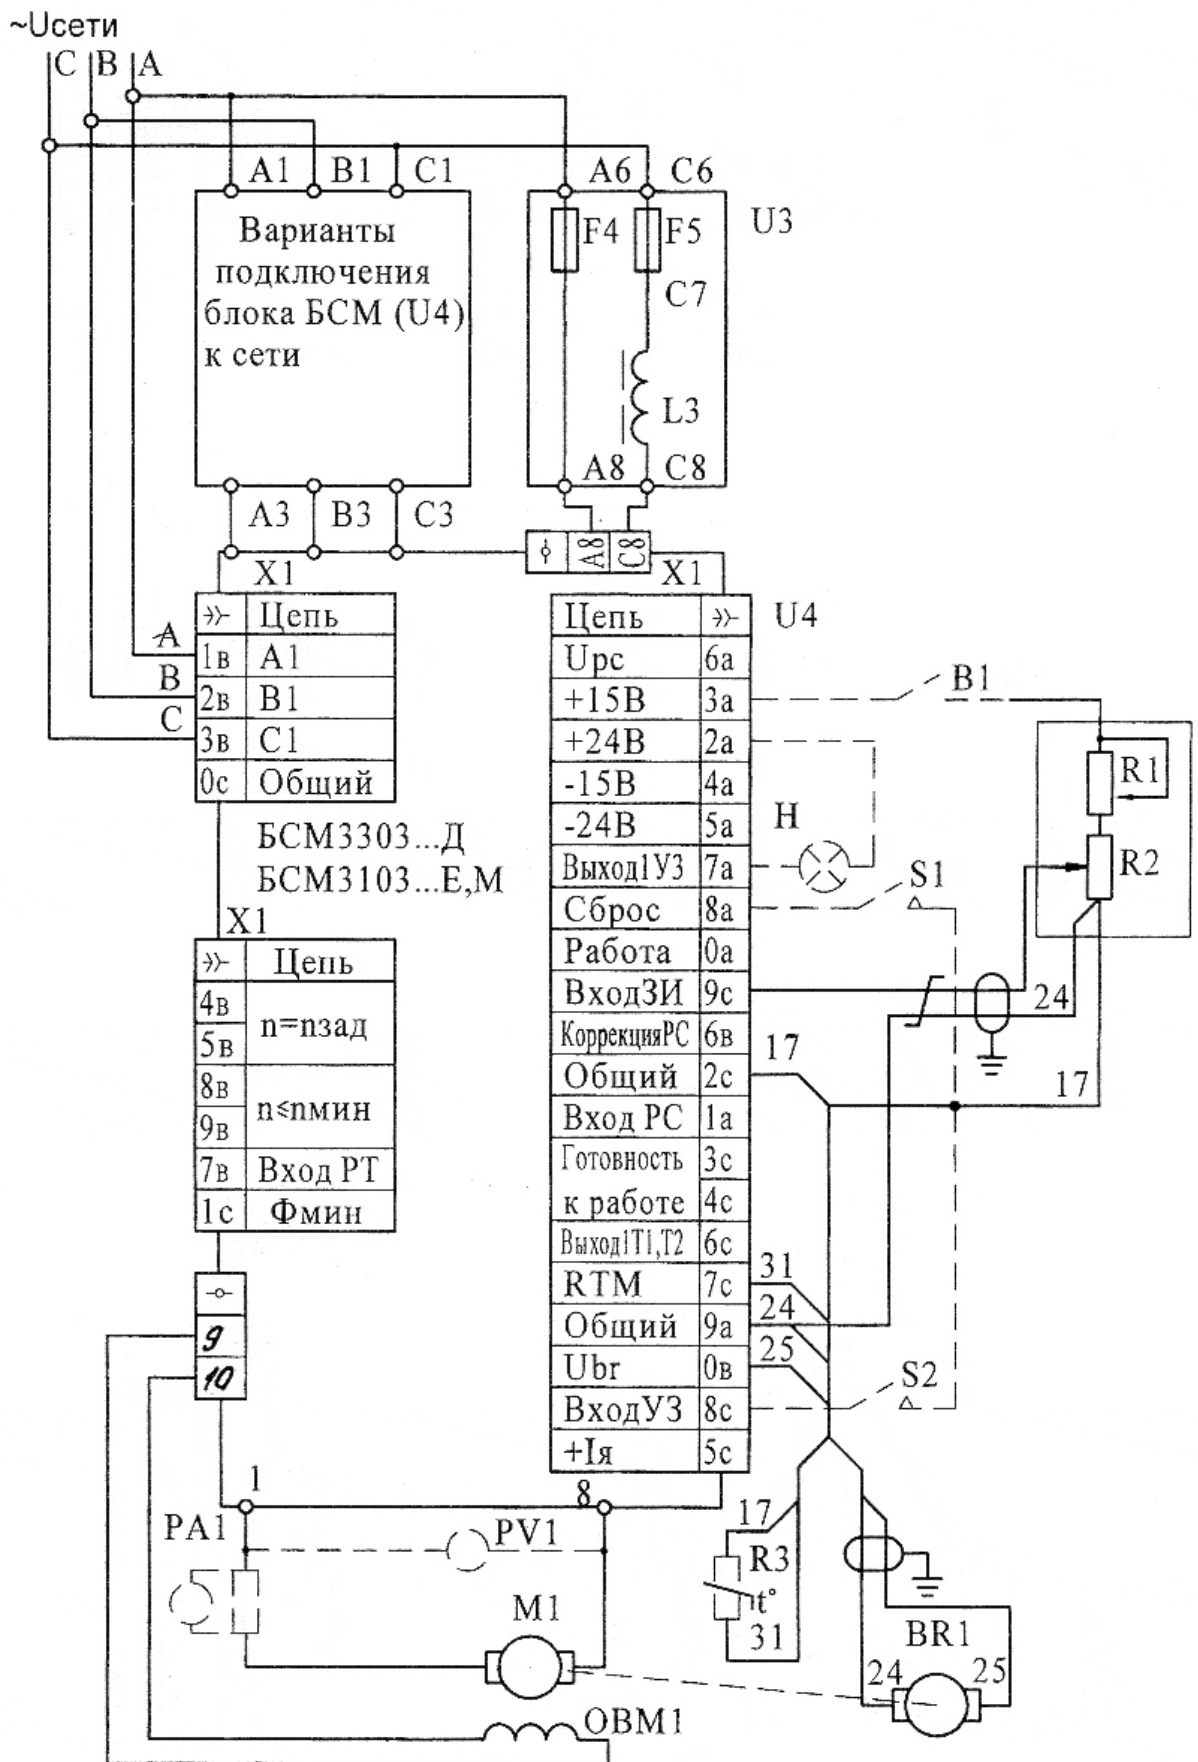 ~Uсети
C B A
A1 B1 C1
A6 C6
Варианты
подключения
блока БСМ (U4)
к сети
F4 F5
U3
C7
L3
A8 C8
A3 B3 C3
A8 C8
X1
Цепь
A
1в A1
B
2в B1
C
3в C1
0с Общий
БСМ3303...Д
БСМ3103...Е,М
X1
Цепь
4в
5в
n=nзад
8в
9в
n≤nмин
7в Вход РТ
1с Фмин
9
10
X1
U4
Цепь
Uрс 6а
+15В 3а
+24В 2а
-15В 4а
-24В 5а
Выход1УЗ 7а
Сброс 8а
Работа 0а
ВходЗИ 9с
КоррекцияРС 6в
Общий 2с
Вход РС 1а
Готовность 3с
к работе 4с
Выход1Т1,Т2 6с
RTM 7с
Общий 9а
Ubr 0в
ВходУЗ 8с
+Iя 5с
B1
R1
R2
H
S1
24
17
17
31
24
25
S2
1
8
PA1
PV1
M1
17
R3
t°
31
BR1
24 25
ОВМ1